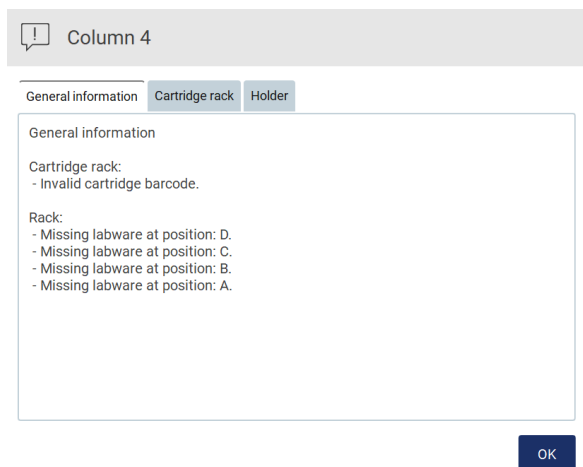 Column 4
General information Cartridge rack Holder
General information
Cartridge rack:
- Invalid cartridge barcode.
Rack:
- Missing labware at position: D.
- Missing labware at position: C.
- Missing labware at position: B.
- Missing labware at position: A.
OK